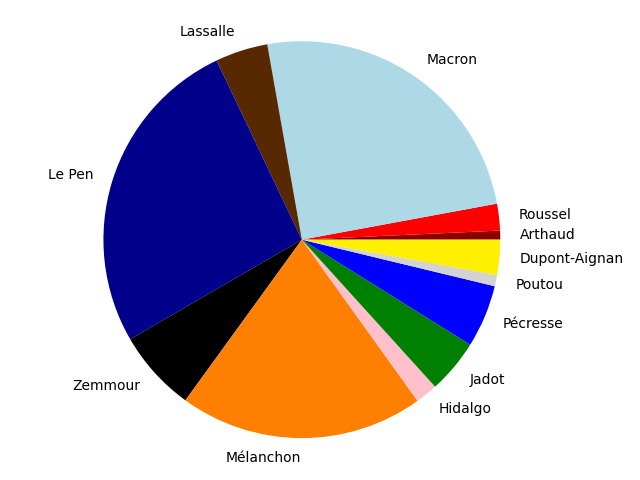 Lassalle
Macron
Le Pen
Roussel
Arthaud
Dupont-Aignan
Poutou
Pécresse
Zemmour
Jadot
Hidalgo
Mélanchon